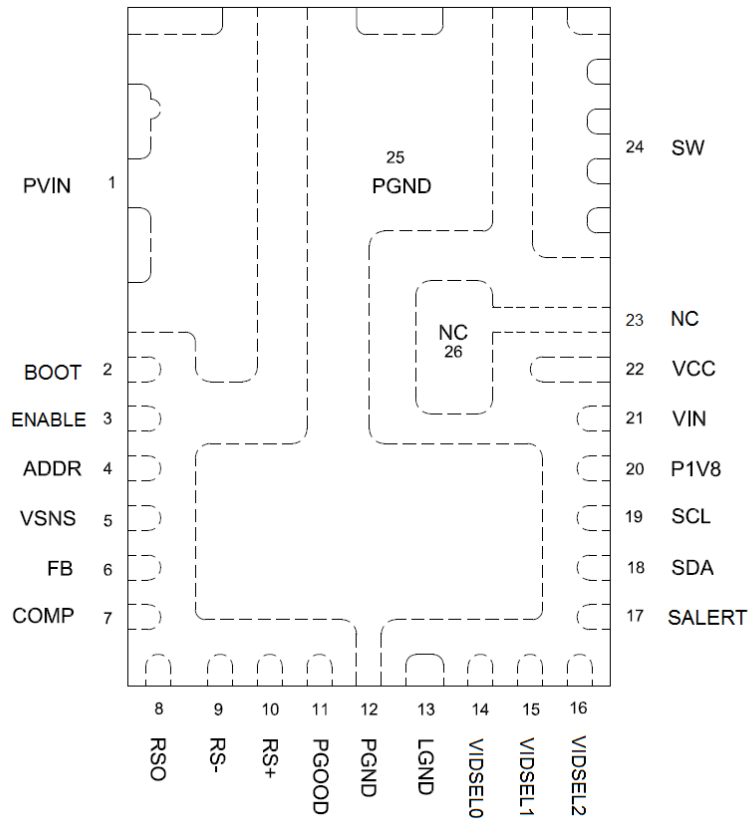 25
PGND
24 SW
PVIN 1
NC
26
23 NC
BOOT 2
22 VCC
ENABLE 3
21 VIN
ADDR 4
20 P1V8
VSNS 5
19 SCL
FB 6
18 SDA
COMP 7
17 SALERT
8 9 10 11 12 13 14 15 16
RSO
RS-
RS+
PGOOD
PGND
LGND
VIDSEL0
VIDSEL1
VIDSEL2